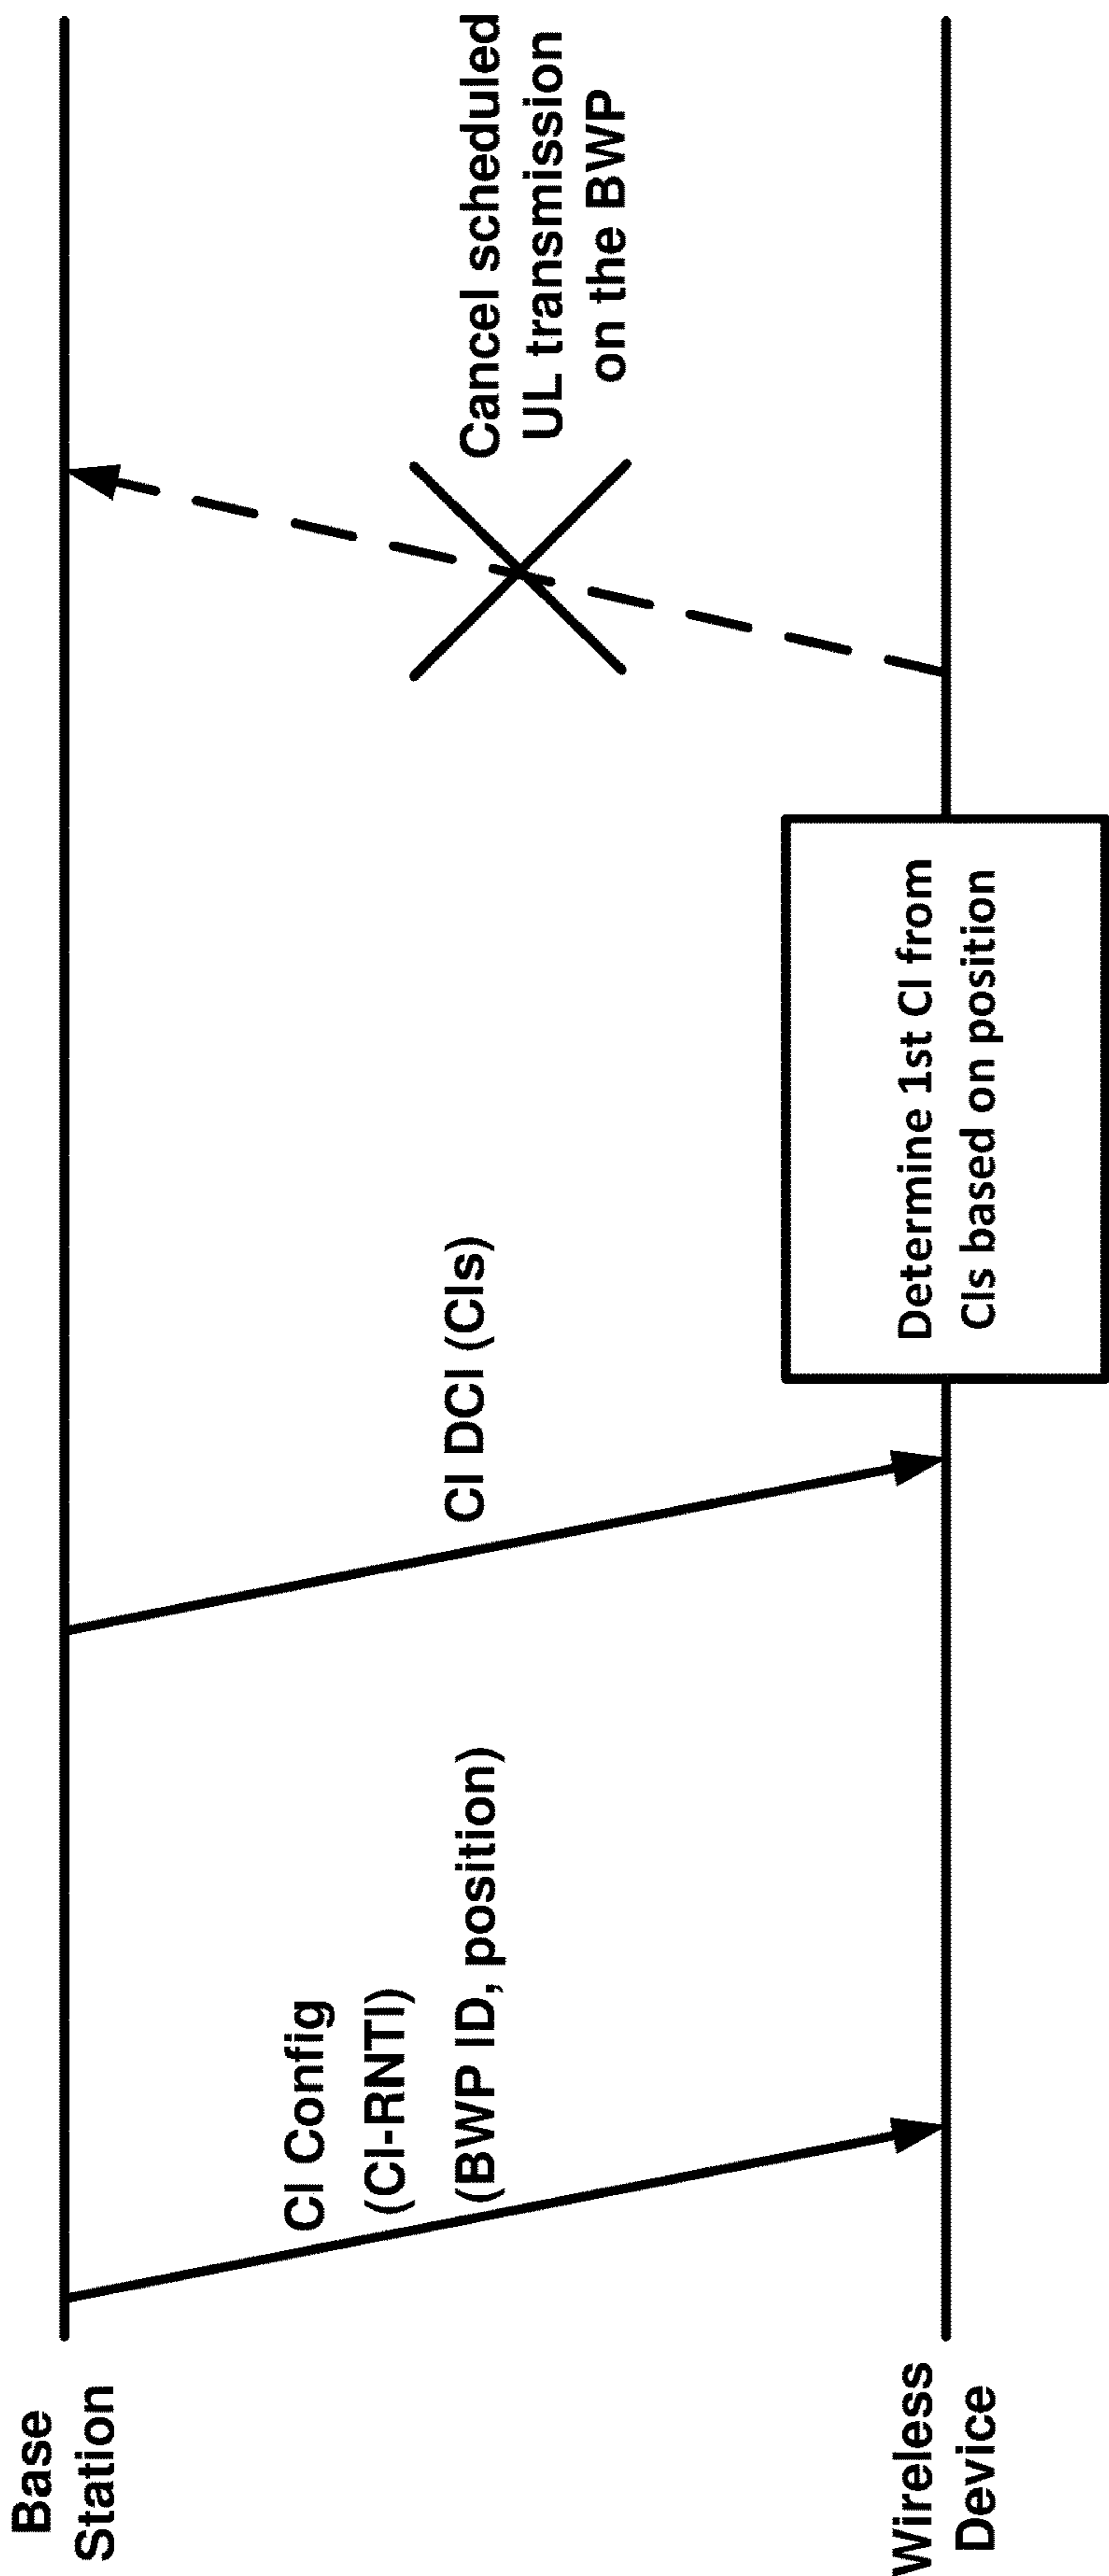 Base
Station
CI Config
(CI-RNTI)
(BWP ID, position)
CI DCI (CIs)
Cancel scheduled
UL transmission
on the BWP
Determine 1st CI from
CIs based on position
Wireless
Device